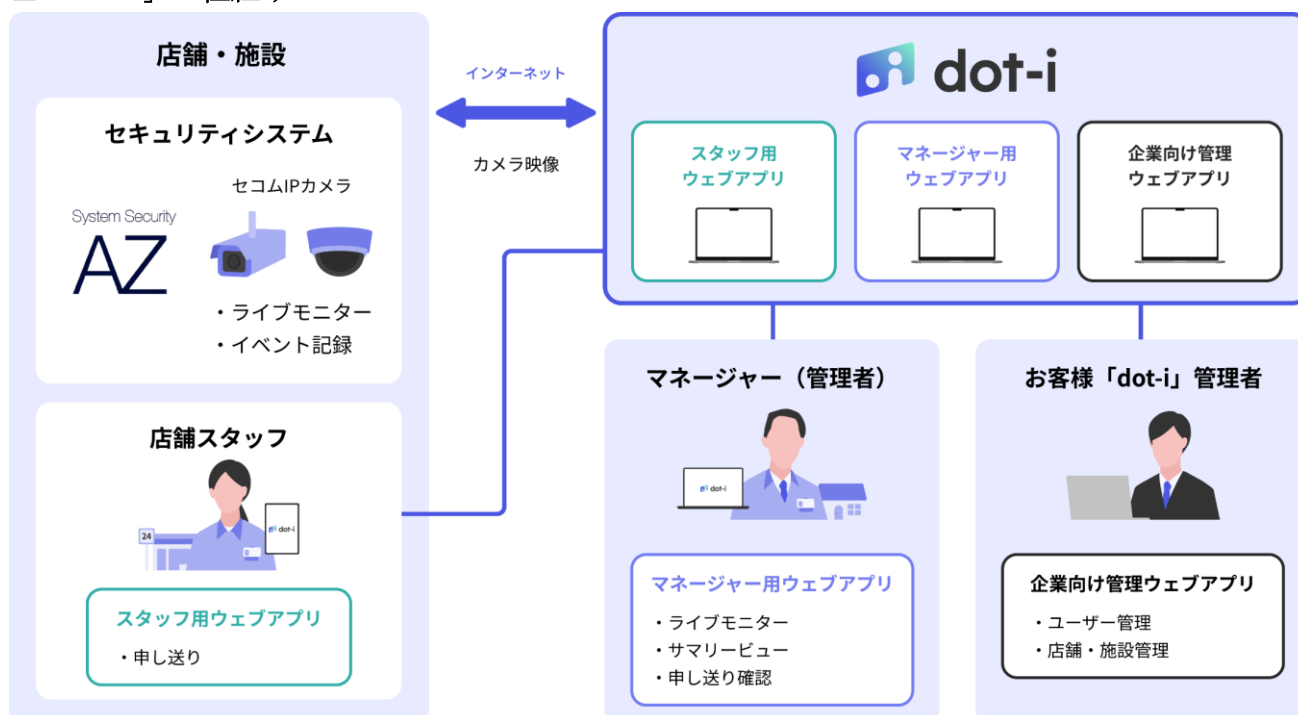 店舗・施設
セキュリティシステム
セコムIPカメラ
System Security
AZ
・ライブモニター
・イベント記録
店舗スタッフ
24
dot-i
スタッフ用ウェブアプリ
・申し送り
インターネット
カメラ映像
dot-i
スタッフ用
ウェブアプリ
マネージャー用
ウェブアプリ
企業向け管理
ウェブアプリ
マネージャー（管理者）
dot-i
マネージャー用ウェブアプリ
・ライブモニター
・サマリービュー
・申し送り確認
お客様「dot-i」管理者
企業向け管理ウェブアプリ
・ユーザー管理
・店舗・施設管理